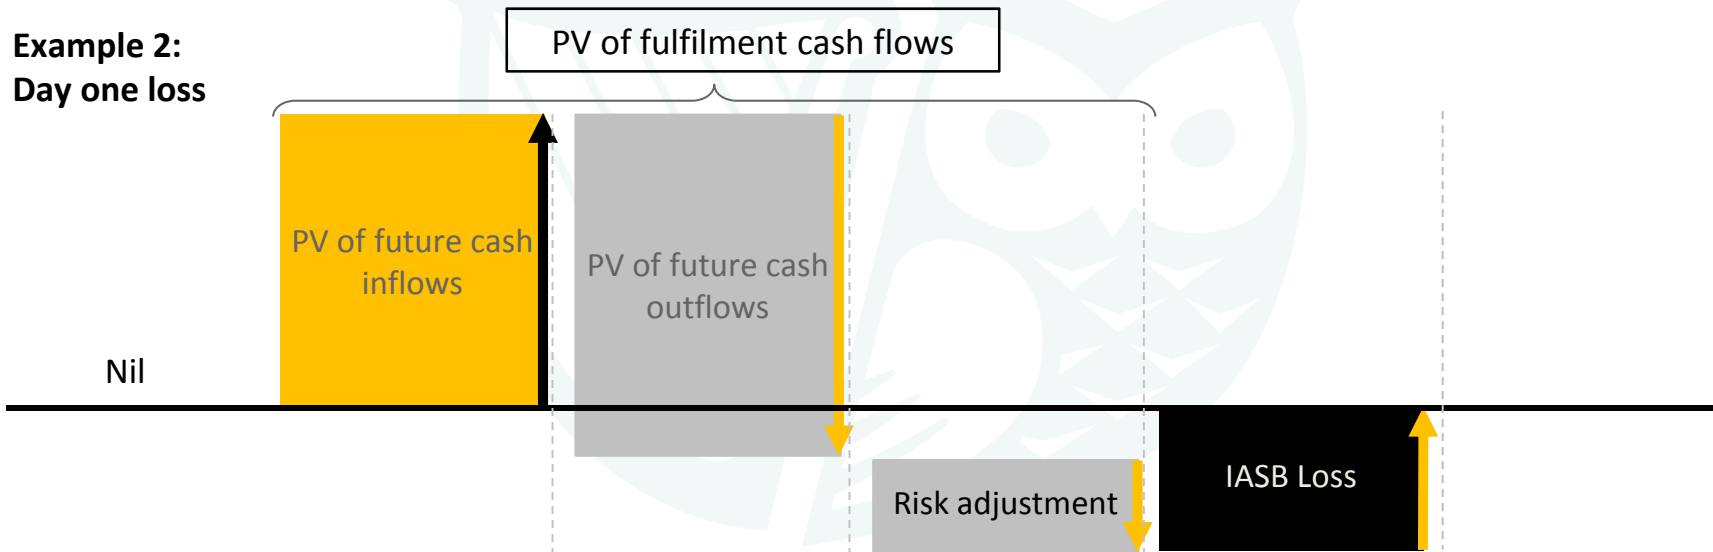 Example 2:
Day one loss
PV of fulfilment cash flows
PV of future cash
inflows
PV of future cash
outflows
Nil
Risk adjustment
IASB Loss